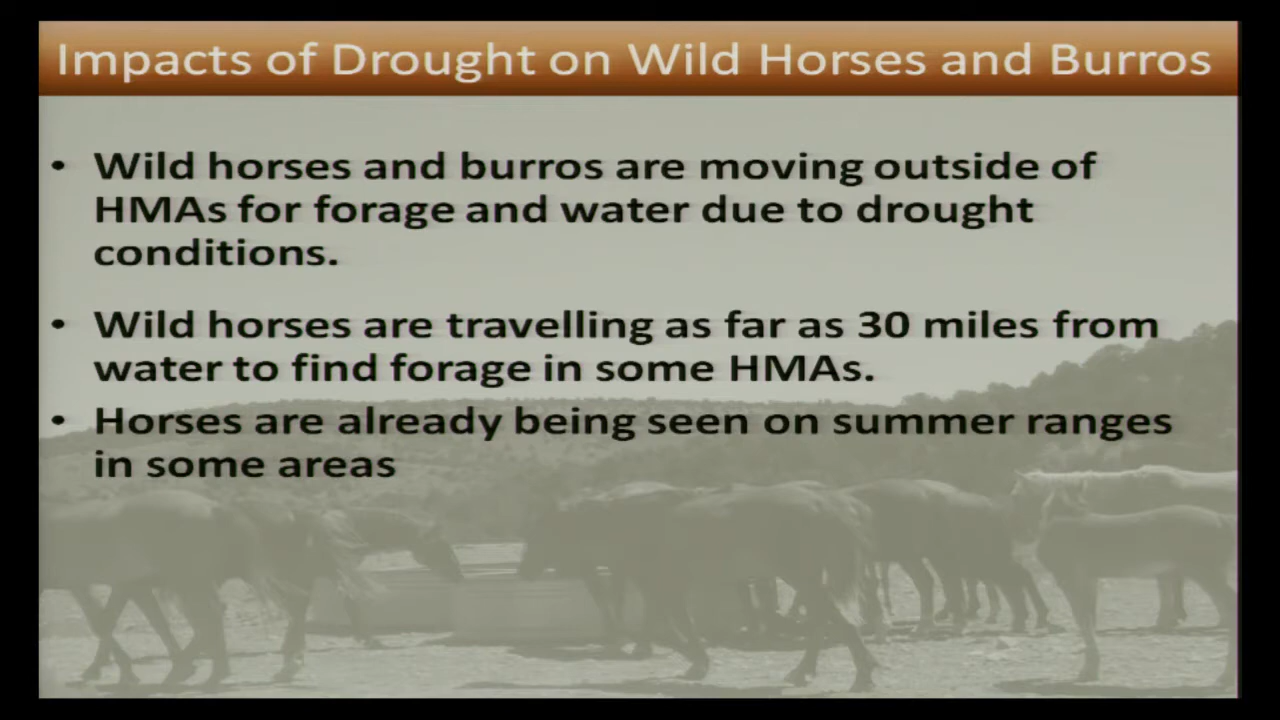 Impacts of Drought on Wild Horses and Burros
• Wild horses and burros are moving outside of
HMAs for forage and water due to drought
conditions.
• Wild horses are travelling as far as 30 miles from
water to find forage in some HMAs.
• Horses are already being seen on summer ranges
in some areas